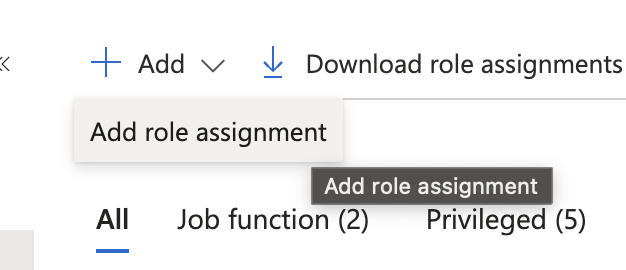 « + Add Download role assignments
Add role assignment
Add role assignment
All Job function (2) Privileged (5)